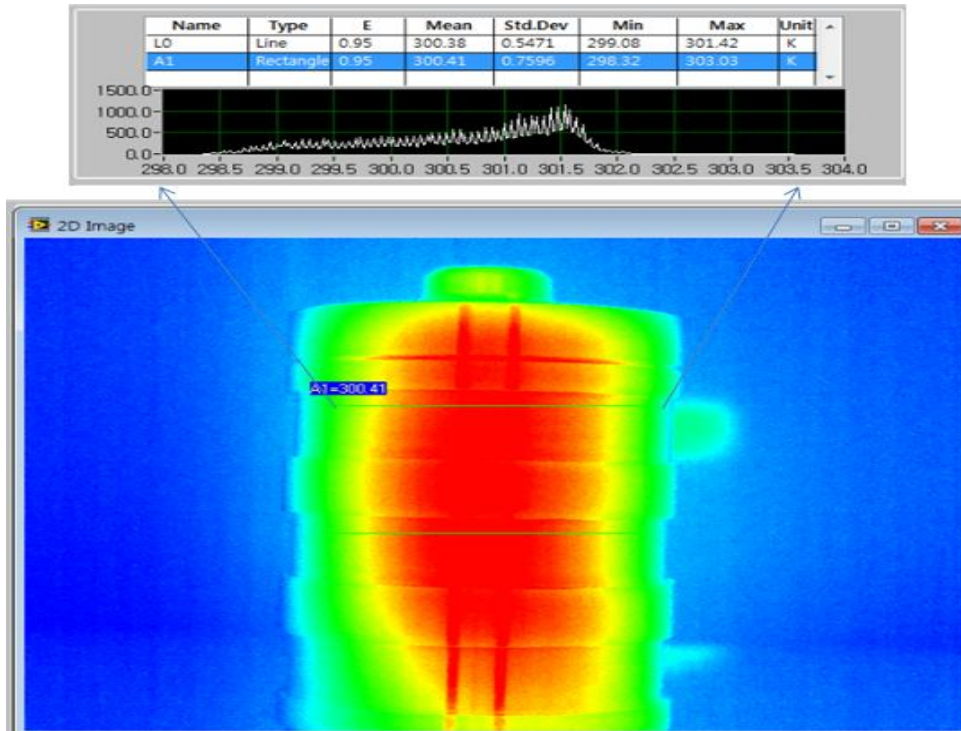 Name Type E Mean Std.Dev Min Max Unit
L0 Line 0.95 300.38 0.5471 299.08 301.42 K
A1 Rectangle 0.95 300.41 0.7596 298.32 303.03 K
1500.0
1000.0
500.0
0.0
298.0 298.5 299.0 299.5 300.0 300.5 301.0 301.5 302.0 302.5 303.0 303.5 304.0
2D Image
A1=300.41